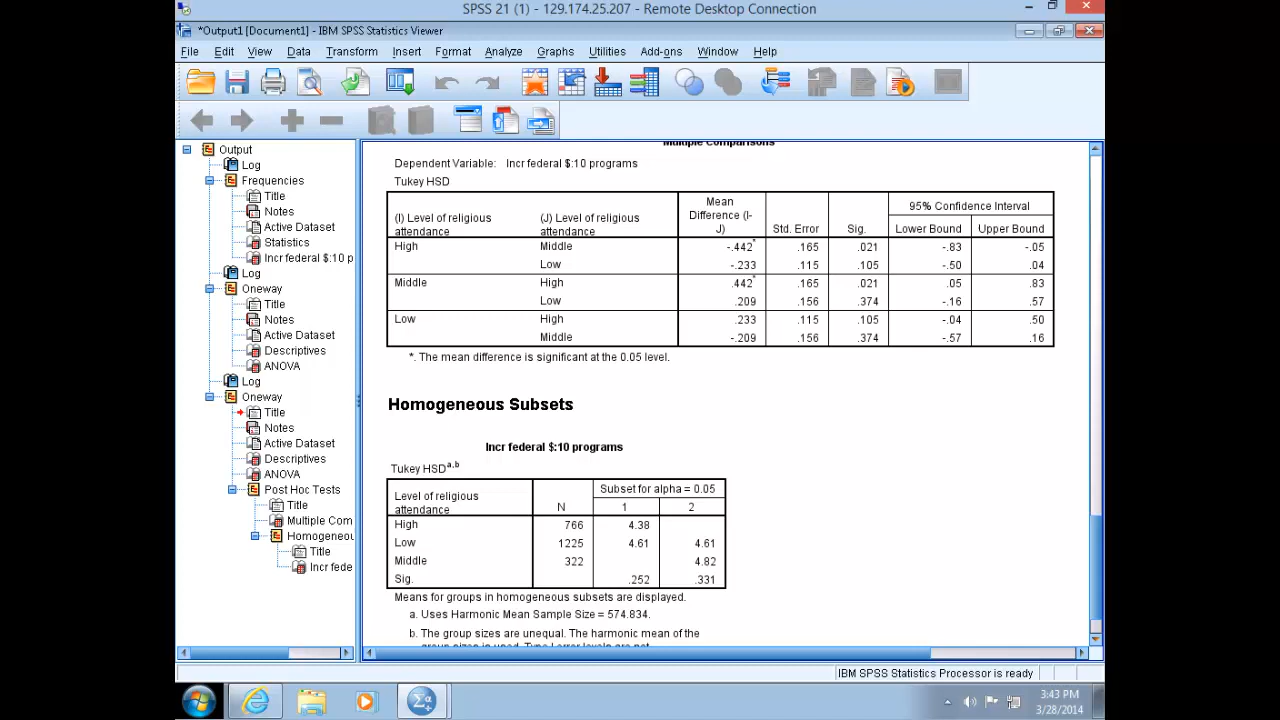 SPSS 21 (1) - 129.174.25.207 - Remote Desktop Connection
*Output1 [Document1] - IBM SPSS Statistics Viewer
File Edit View Data Transform Insert Format Analyze Graphs Utilities Add-ons Window Help
Output
Log
Frequencies
Title
Notes
Active Dataset
Statistics
Incr federal $:10 p
Log
Oneway
Title
Notes
Active Dataset
Descriptives
ANOVA
Log
Oneway
Title
Notes
Active Dataset
Descriptives
ANOVA
Post Hoc Tests
Title
Multiple Com
Homogeneou
Title
Incr fede
Multiple Comparisons
Dependent Variable: Incr federal $:10 programs
Tukey HSD
(I) Level of religious attendance (J) Level of religious attendance Mean Difference (I-J) Std. Error Sig. 95% Confidence Interval
Lower Bound Upper Bound
High Middle -.442* .165 .021 -.83 -.05
Low -.233 .115 .105 -.50 .04
Middle High .442* .165 .021 .05 .83
Low .209 .156 .374 -.16 .57
Low High .233 .115 .105 -.04 .50
Middle -.209 .156 .374 -.57 .16
*. The mean difference is significant at the 0.05 level.
Homogeneous Subsets
Incr federal $:10 programs
Tukey HSDa,b
Level of religious attendance N Subset for alpha = 0.05
1 2
High 766 4.38
Low 1225 4.61 4.61
Middle 322 4.82
Sig. .252 .331
Means for groups in homogeneous subsets are displayed.
a. Uses Harmonic Mean Sample Size = 574.834.
b. The group sizes are unequal. The harmonic mean of the
group sizes is used. Type I error levels are not
IBM SPSS Statistics Processor is ready
3:43 PM
3/28/2014